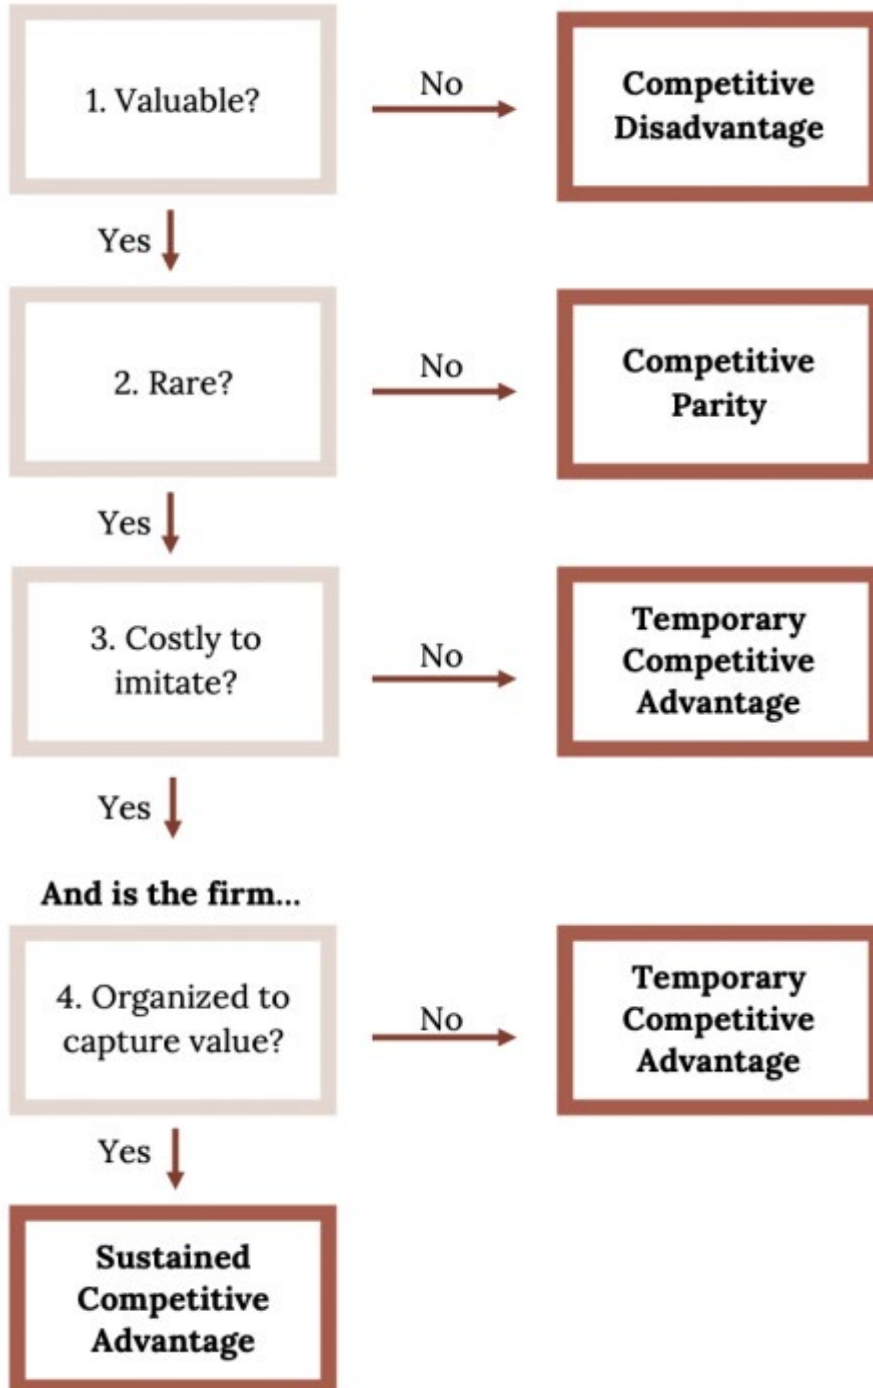 1. Valuable?
No
Competitive
Disadvantage
Yes
2. Rare?
No
Competitive
Parity
Yes
3. Costly to
imitate?
No
Temporary
Competitive
Advantage
Yes
And is the firm...
4. Organized to
capture value?
No
Temporary
Competitive
Advantage
Yes
Sustained
Competitive
Advantage